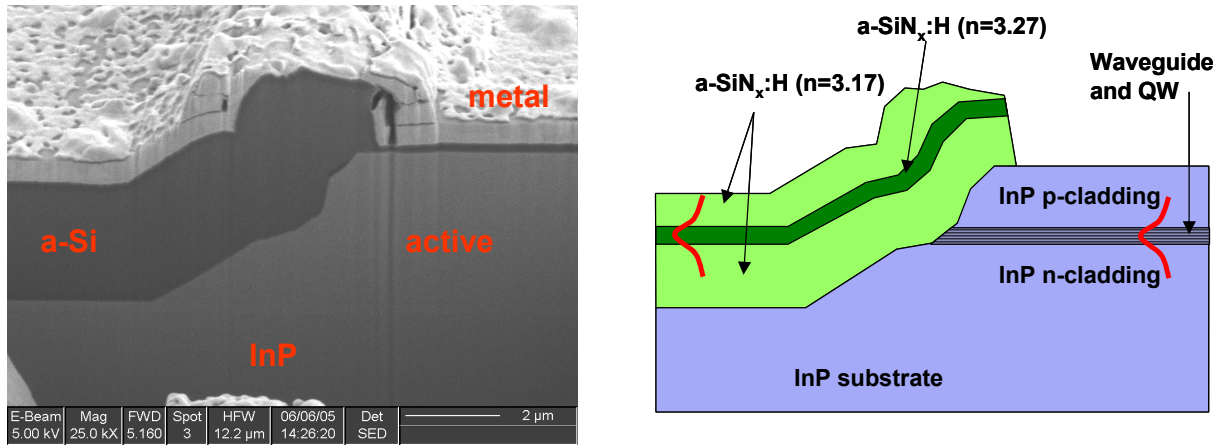 metal
a-Si
active
InP
E-Beam Mag FWD Spot HFW 06/06/05 Det
5.00 kV 25.0 kX 5.160 3 12.2 µm 14:26:20 SED
2 µm
a-SiNx:H (n=3.27)
a-SiNx:H (n=3.17)
Waveguide
and QW
InP p-cladding
InP n-cladding
InP substrate